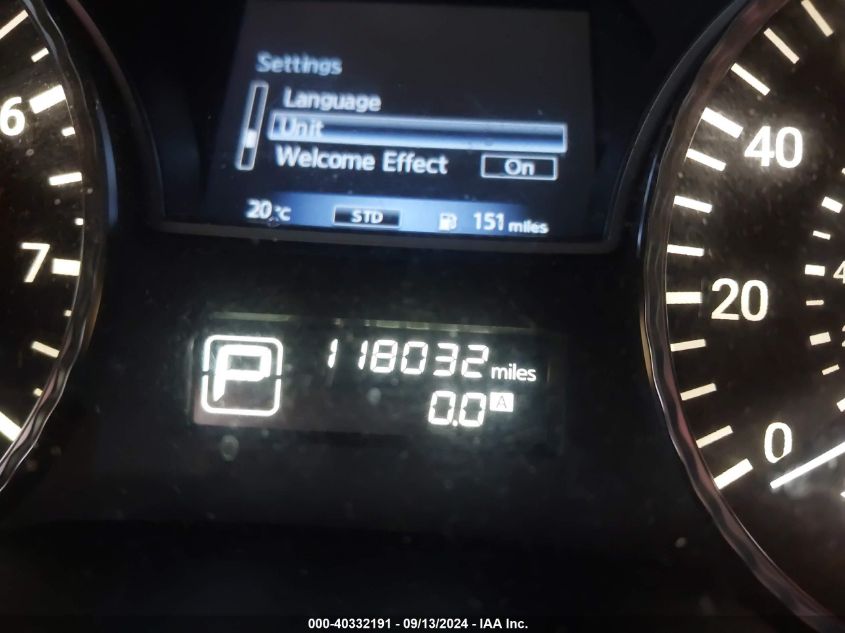 Settings
Language
Unit
Welcome Effect On
20°C STD 151 miles
6
7
40
20
0
P 118032 miles
0.0 A
000-40332191 - 09/13/2024 - IAA Inc.